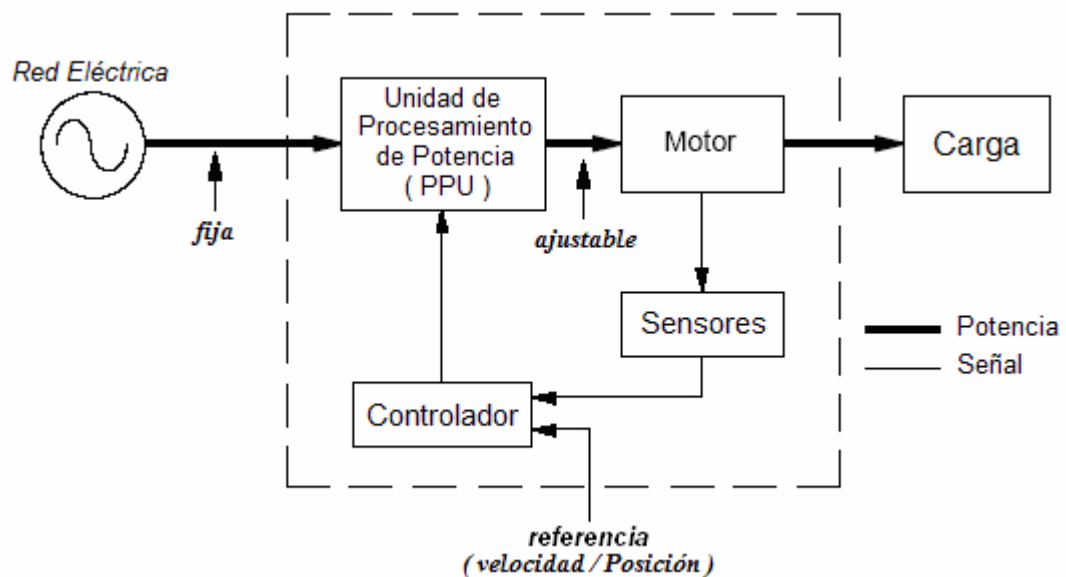 Red Eléctrica
Unidad de
Procesamiento
de Potencia
( PPU )
Motor
Carga
fija
ajustable
Sensores
Potencia
Señal
Controlador
referencia
( velocidad / Posición )